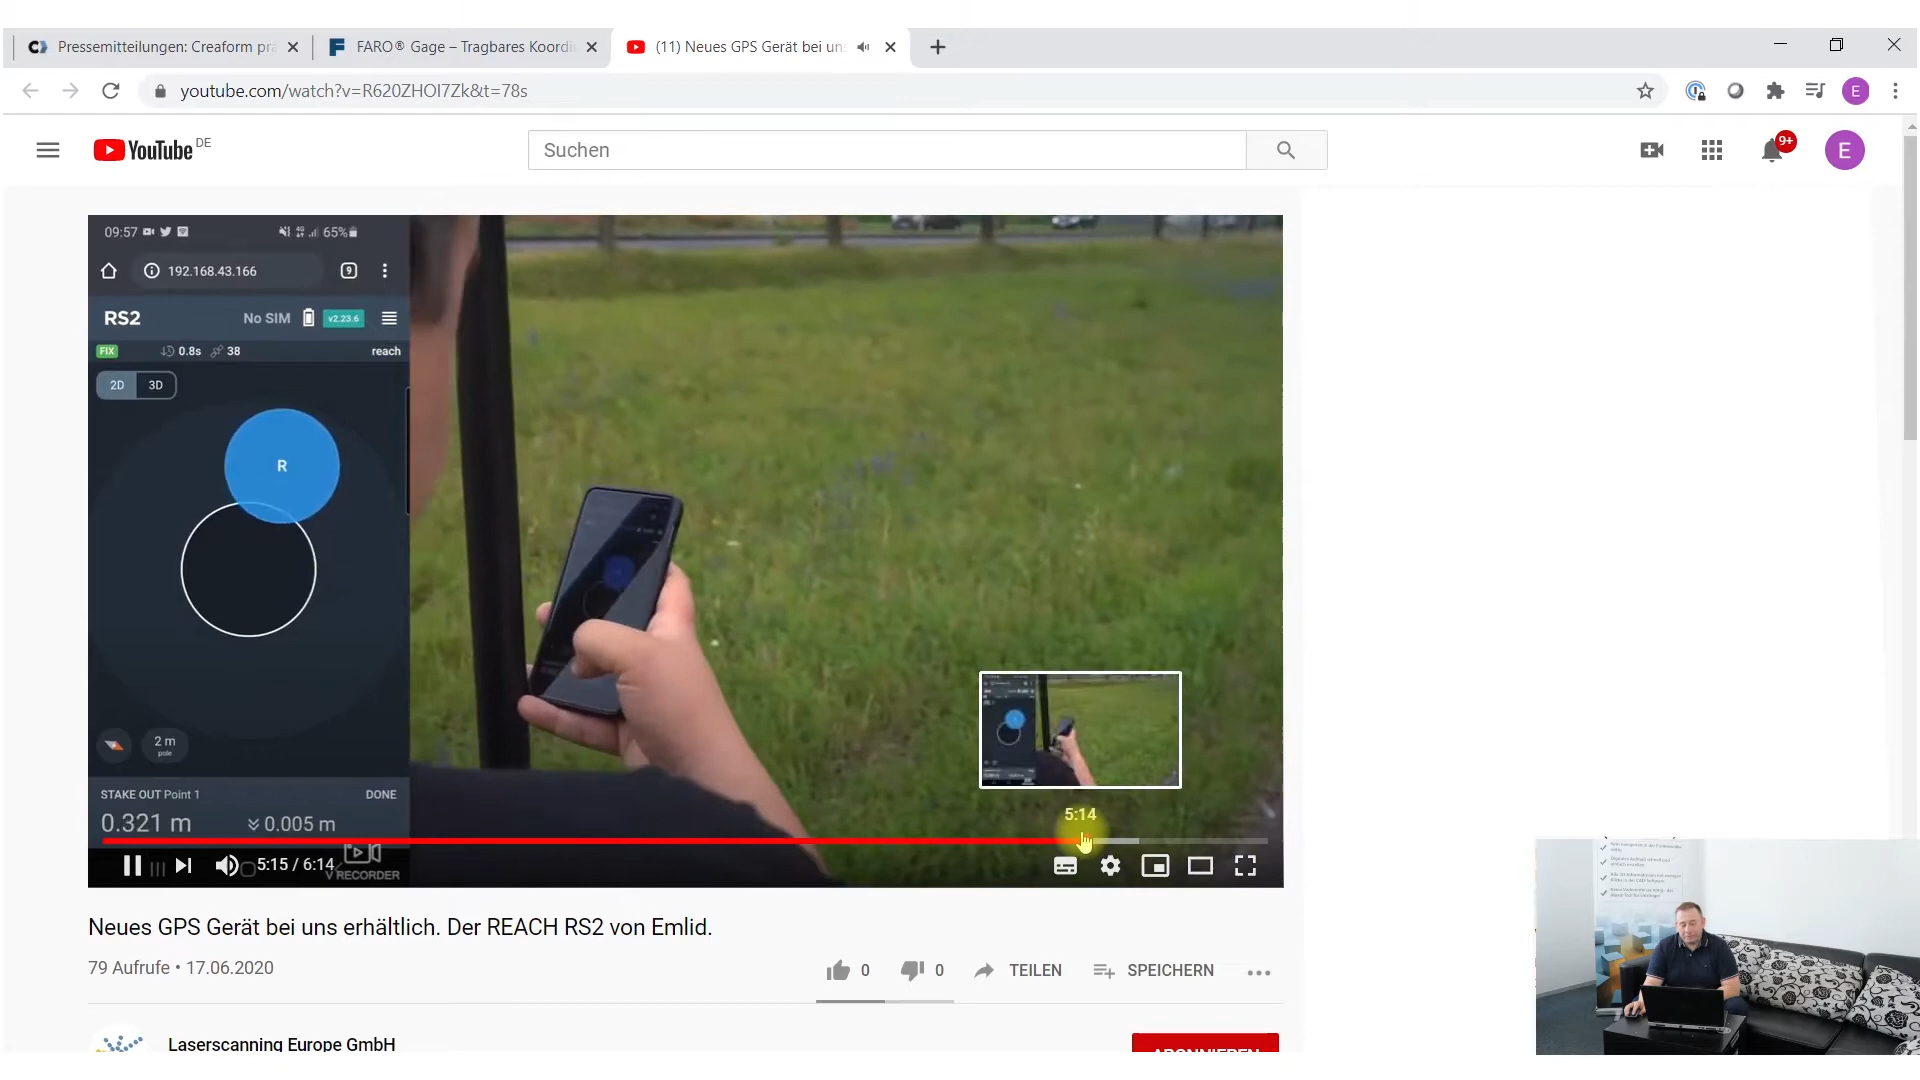 Pressemitteilungen: Creaform pr
FARO® Gage – Tragbares Koordi
(11) Neues GPS Gerät bei un
youtube.com/watch?v=R620ZHOI7Zk&t=78s
E
YouTube DE
Suchen
9+
E
09:57
65%
192.168.43.166
9
RS2
No SIM
v2.23.6
FIX
0.8s
38
reach
2D
3D
R
2 m
pole
STAKE OUT Point 1
DONE
0.321 m
0.005 m
5:14
5:15 / 6:14
V RECORDER
Neues GPS Gerät bei uns erhältlich. Der REACH RS2 von Emlid.
79 Aufrufe • 17.06.2020
0
0
TEILEN
SPEICHERN
Laserscanning Europe GmbH
ABONNIEREN